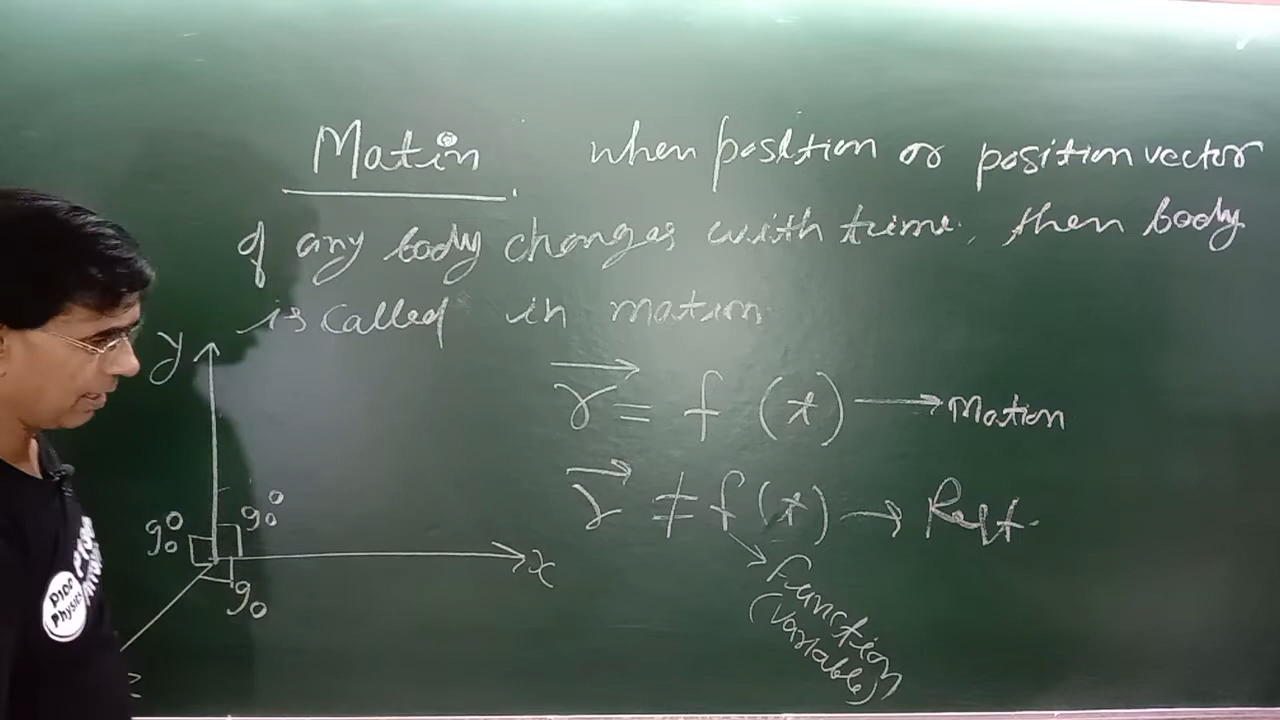 Motion when position or position vector
of any body changes with time, then body
is called in motion.
y
r⃗ = f (t) → Motion
r⃗ ≠ f (t) → Rest.
90° 90°
x
90
Function
(Variable)
z
Physics